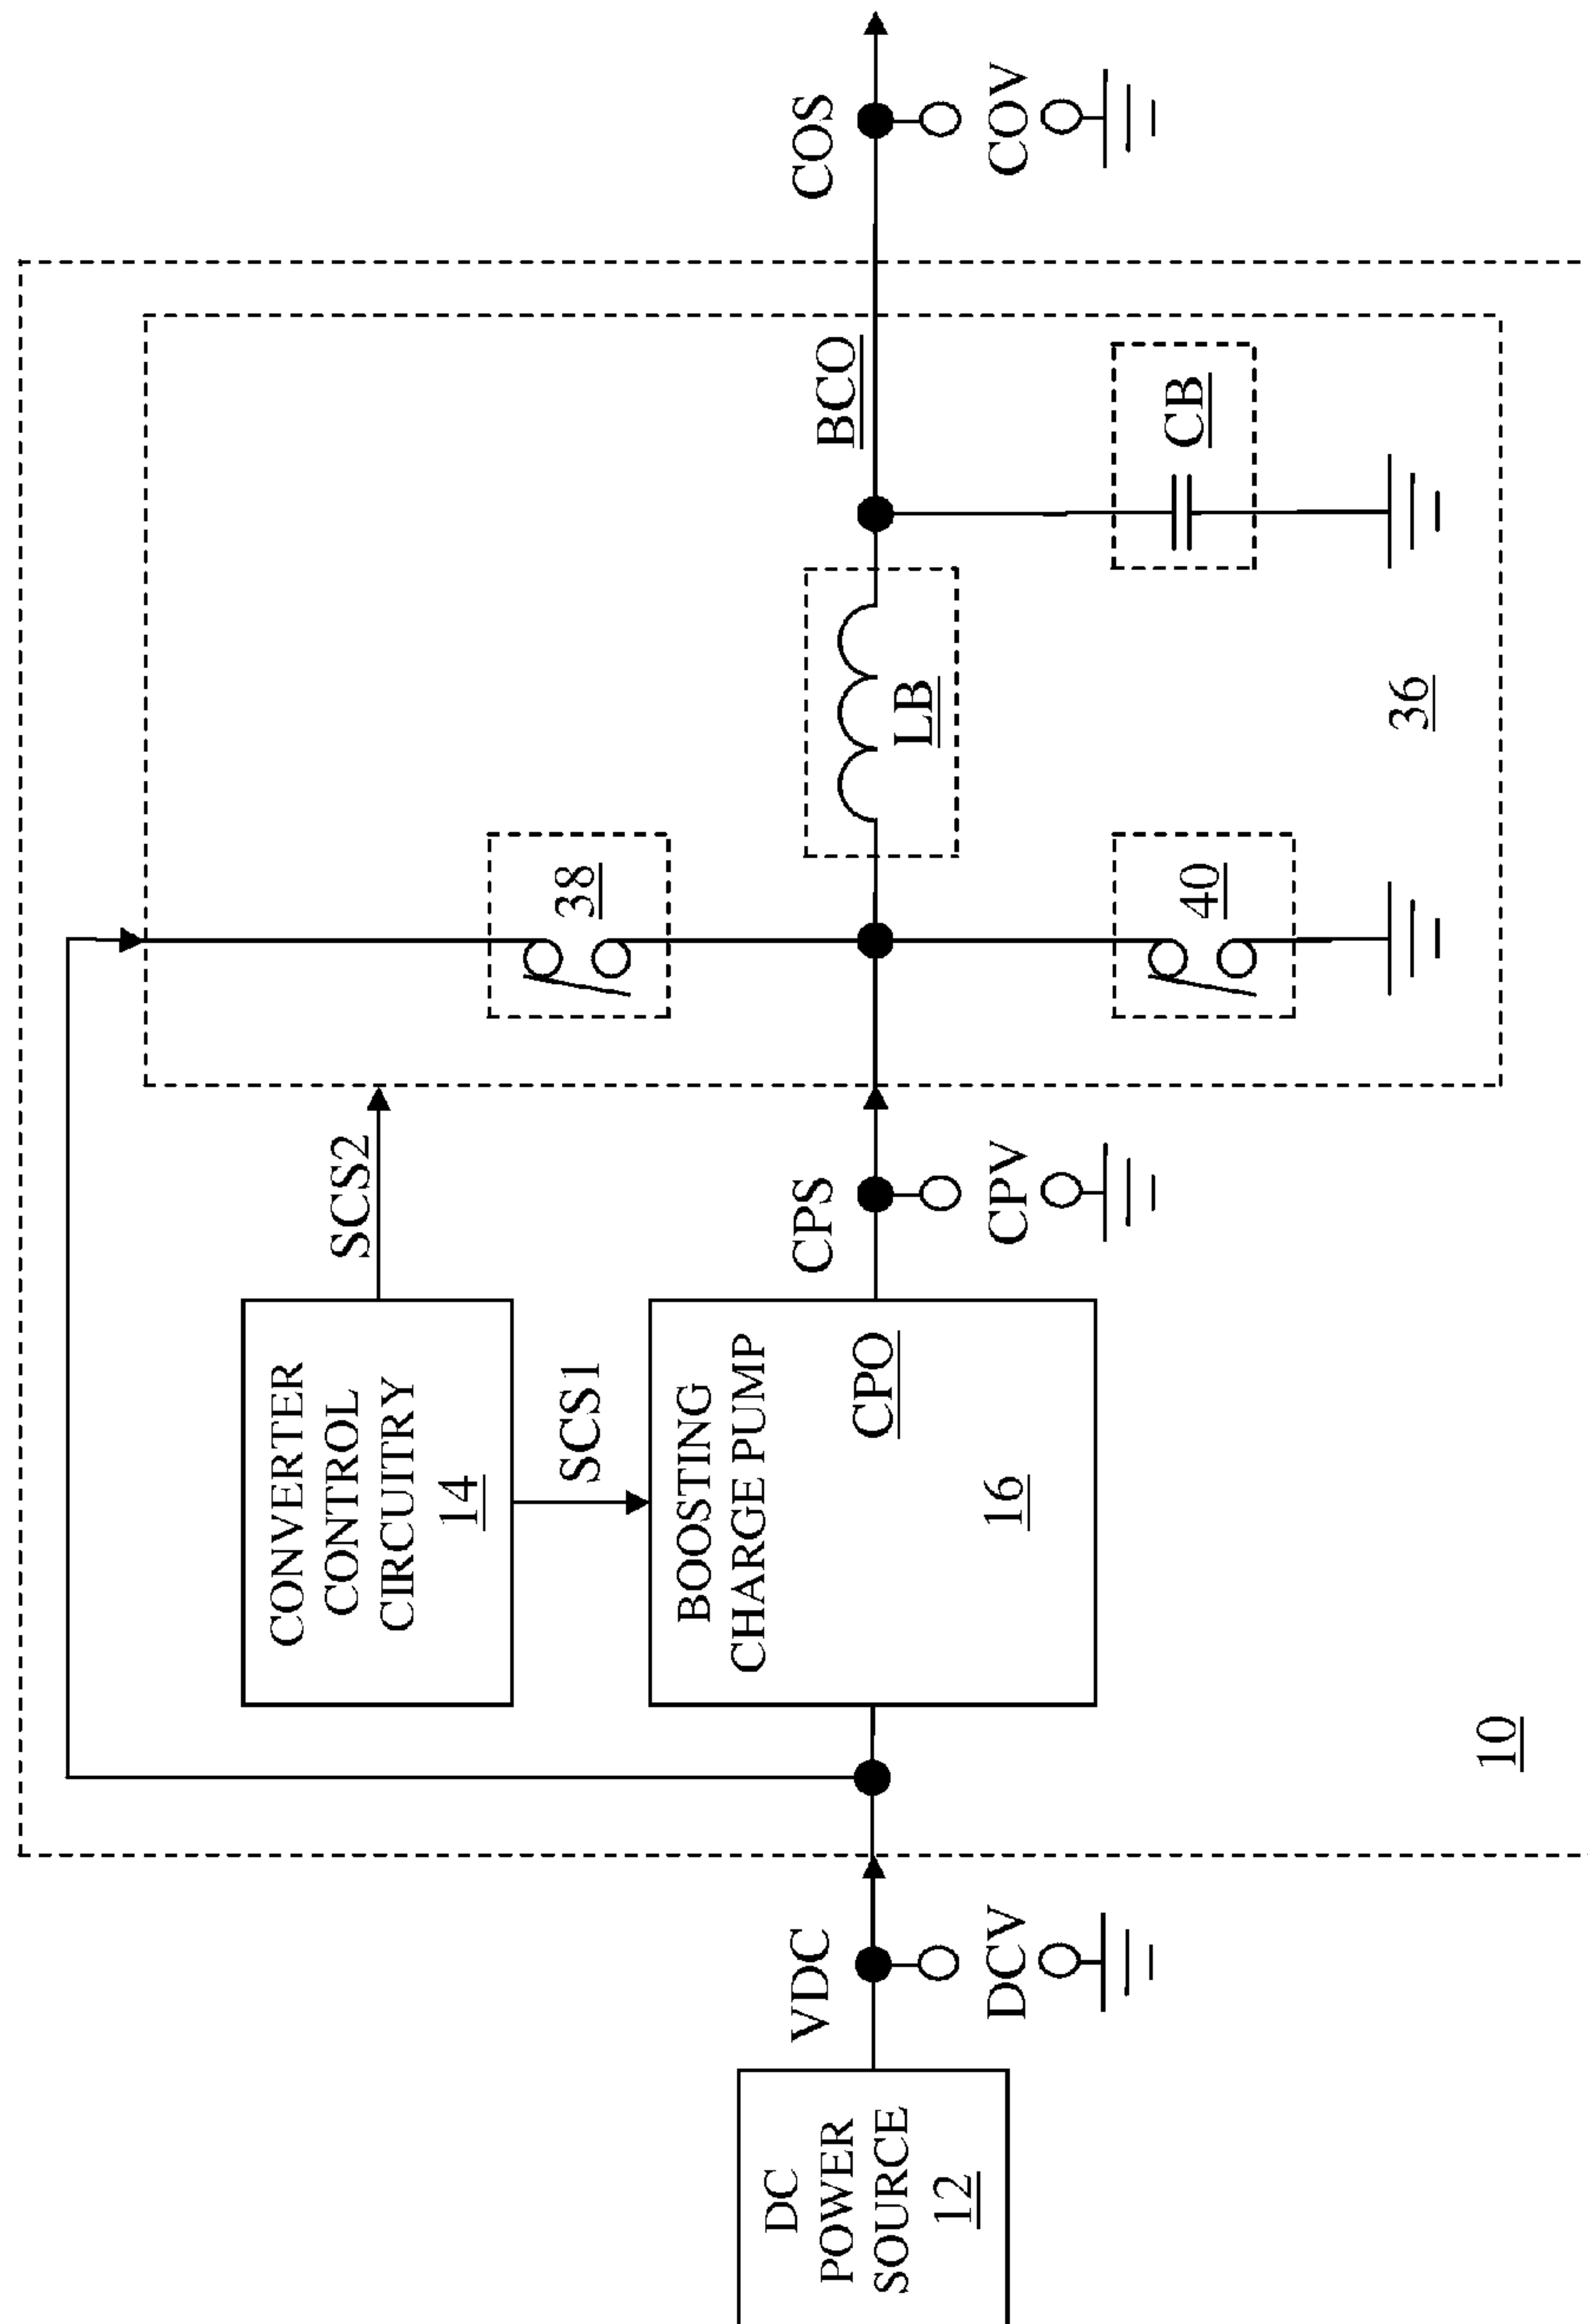 DC
POWER
SOURCE
12
VDC
DCV
10
CONVERTER
CONTROL
CIRCUITRY
14
SCS1
SCS2
BOOSTING
CHARGE PUMP
CPO
16
CPS
CPV
38
40
LB
36
BCO
CB
COS
COV